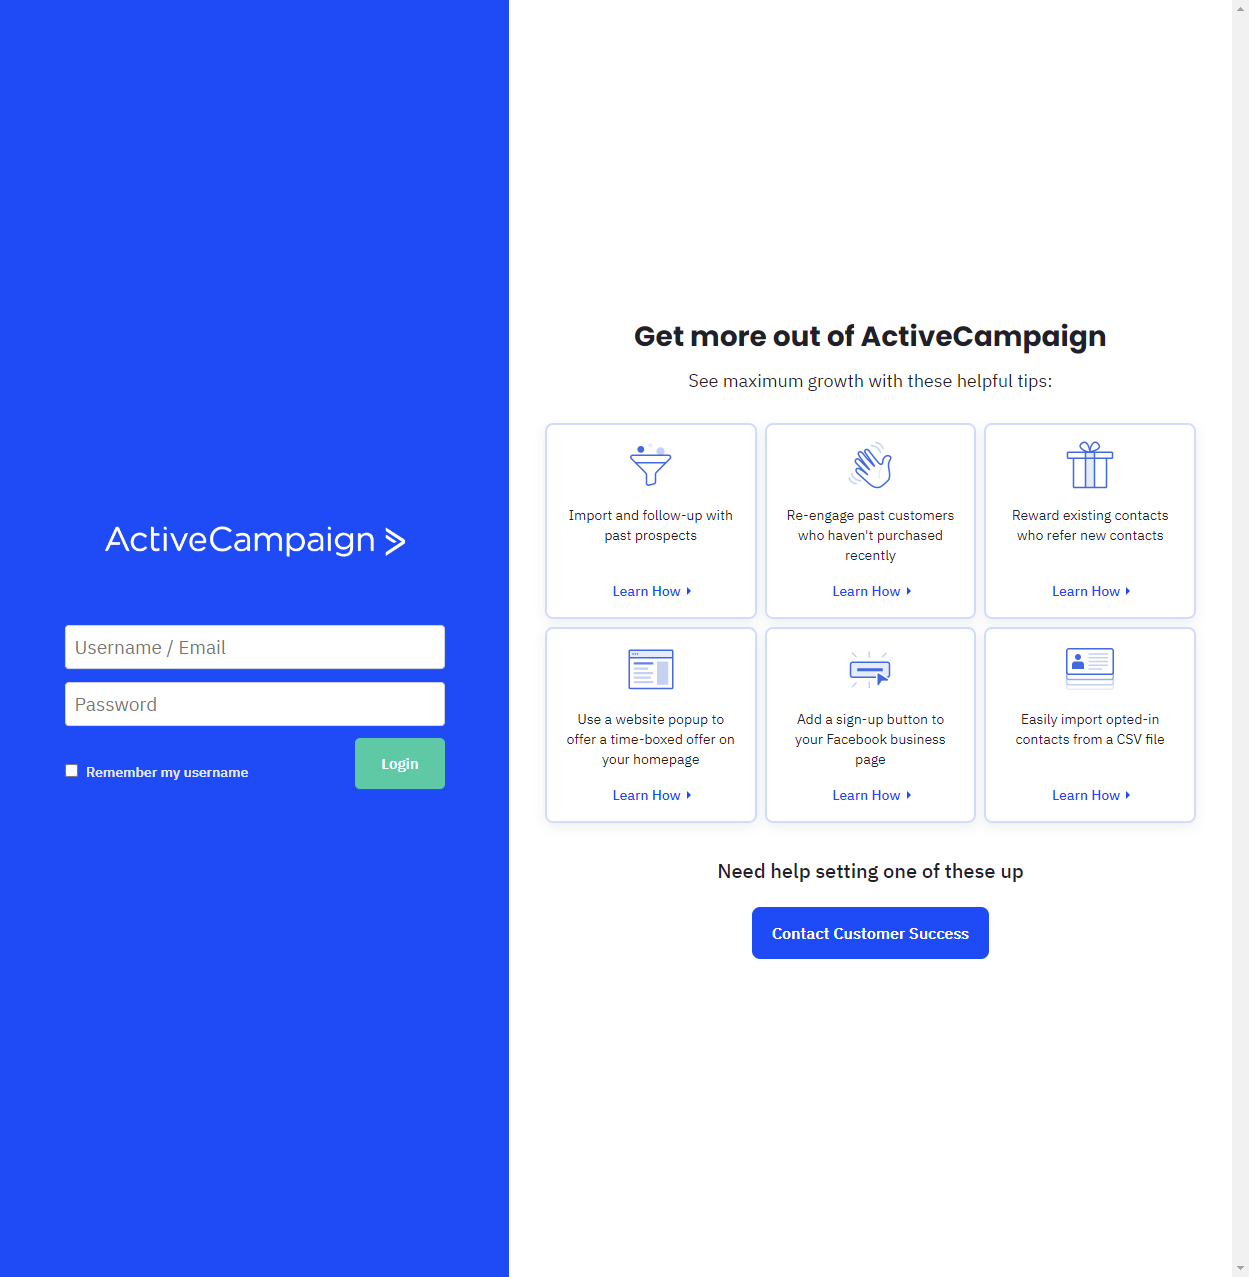 ActiveCampaign
Username / Email
Password
Remember my username
Login
Get more out of ActiveCampaign
See maximum growth with these helpful tips:
Import and follow-up with
past prospects
Learn How
Re-engage past customers
who haven't purchased
recently
Learn How
Reward existing contacts
who refer new contacts
Learn How
Use a website popup to
offer a time-boxed offer on
your homepage
Learn How
Add a sign-up button to
your Facebook business
page
Learn How
Easily import opted-in
contacts from a CSV file
Learn How
Need help setting one of these up
Contact Customer Success